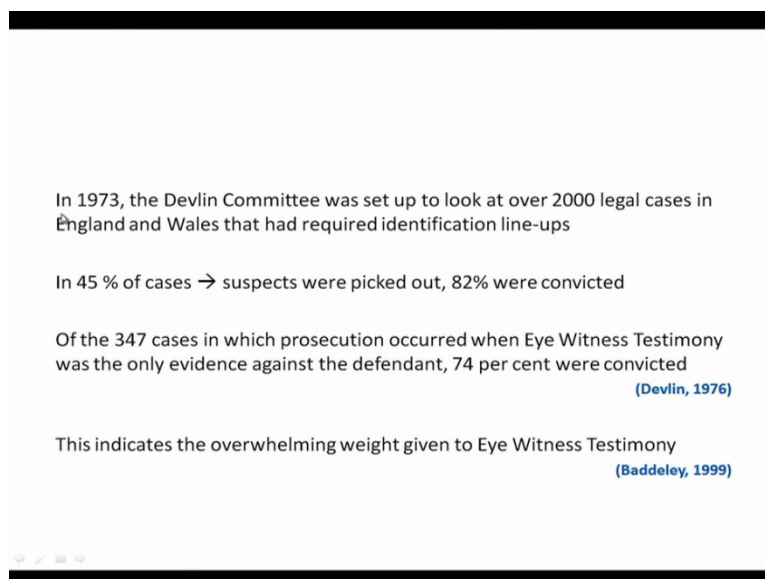 In 1973, the Devlin Committee was set up to look at over 2000 legal cases in
England and Wales that had required identification line-ups
In 45 % of cases → suspects were picked out, 82% were convicted
Of the 347 cases in which prosecution occurred when Eye Witness Testimony
was the only evidence against the defendant, 74 per cent were convicted
(Devlin, 1976)
This indicates the overwhelming weight given to Eye Witness Testimony
(Baddeley, 1999)